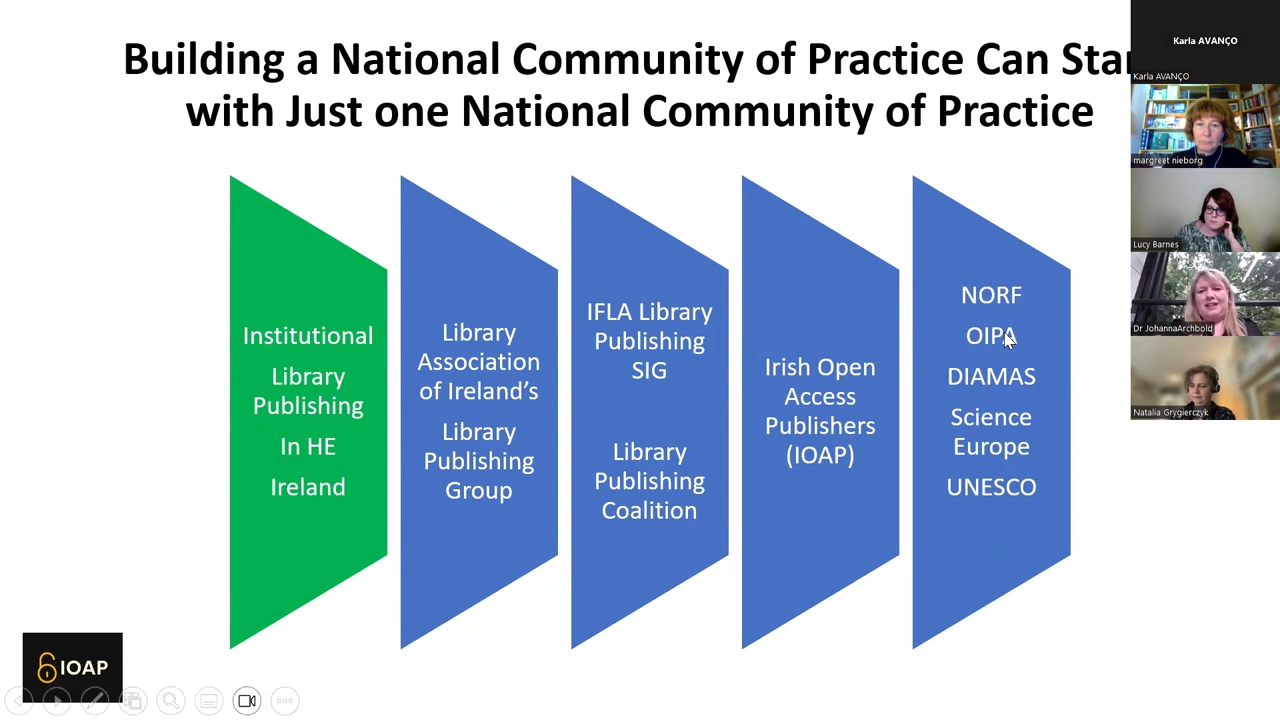 Building a National Community of Practice Can Star
with Just one National Community of Practice
Institutional
Library
Publishing
In HE
Ireland
Library
Association
of Ireland's
Library
Publishing
Group
IFLA Library
Publishing
SIG
Library
Publishing
Coalition
Irish Open
Access
Publishers
(IOAP)
NORF
OIPA
DIAMAS
Science
Europe
UNESCO
IOAP
Karla AVANÇO
Karla AVANÇO
margreet nieborg
Lucy Barnes
Dr JohannaArchbold
Natalia Grygierczyk